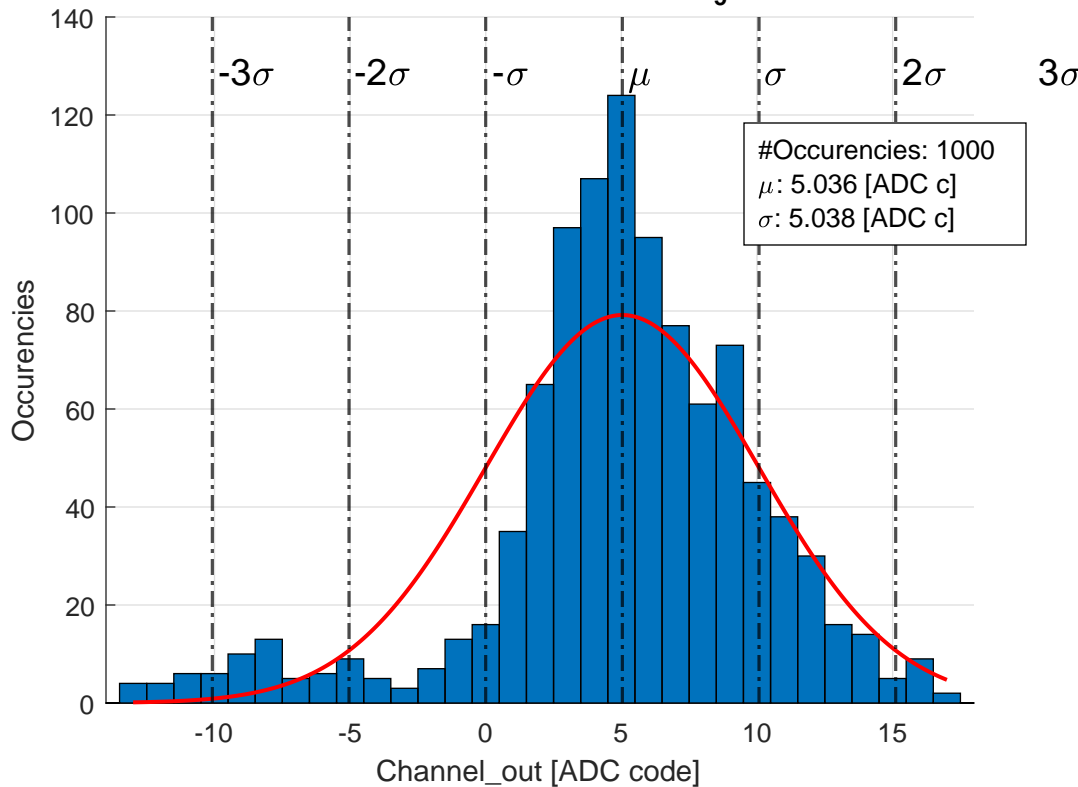 140
-3σ -2σ -σ μ σ 2σ 3σ
120
#Occurencies: 1000
μ: 5.036 [ADC c]
σ: 5.038 [ADC c]
100
80
60
40
20
0
Occurencies
-10 -5 0 5 10 15
Channel_out [ADC code]